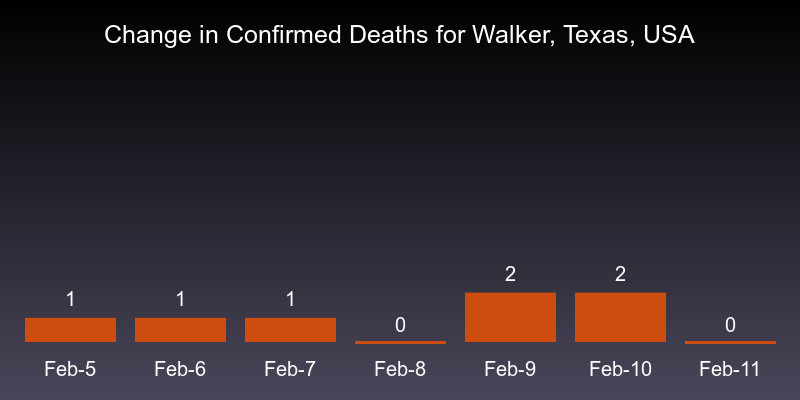 Change in Confirmed Deaths for Walker, Texas, USA
1 1 1 0 2 2 0
Feb-5 Feb-6 Feb-7 Feb-8 Feb-9 Feb-10 Feb-11